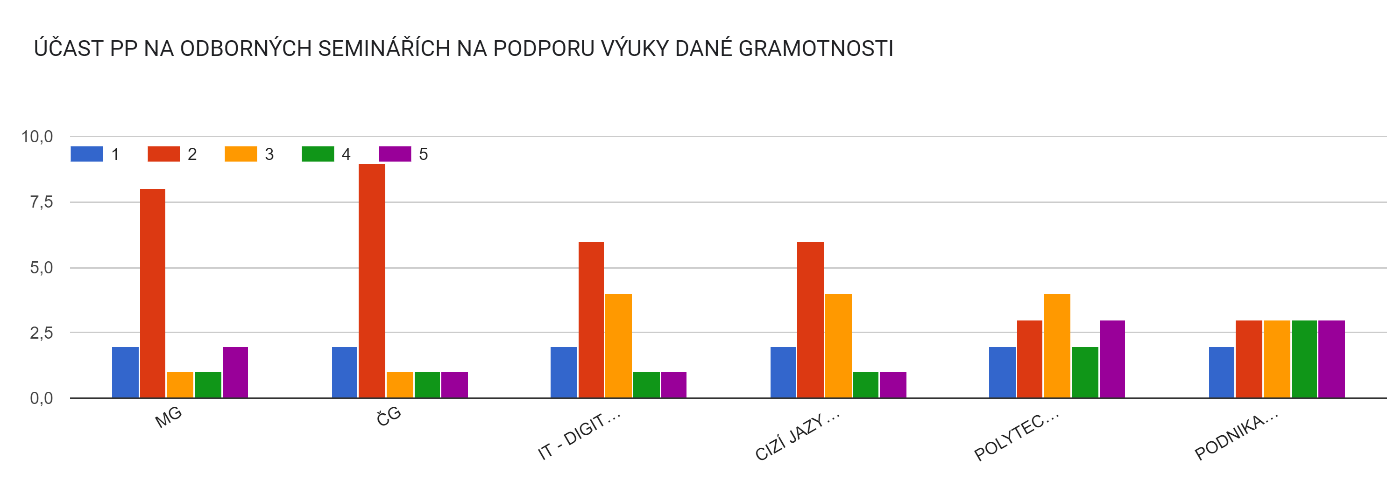 ÚČAST PP NA ODBORNÝCH SEMINÁŘÍCH NA PODPORU VÝUKY DANÉ GRAMOTNOSTI
10,0
1 2 3 4 5
7,5
5,0
2,5
0,0
MG ČG IT - DIGIT… CIZÍ JAZY… POLYTEC… PODNIKA…